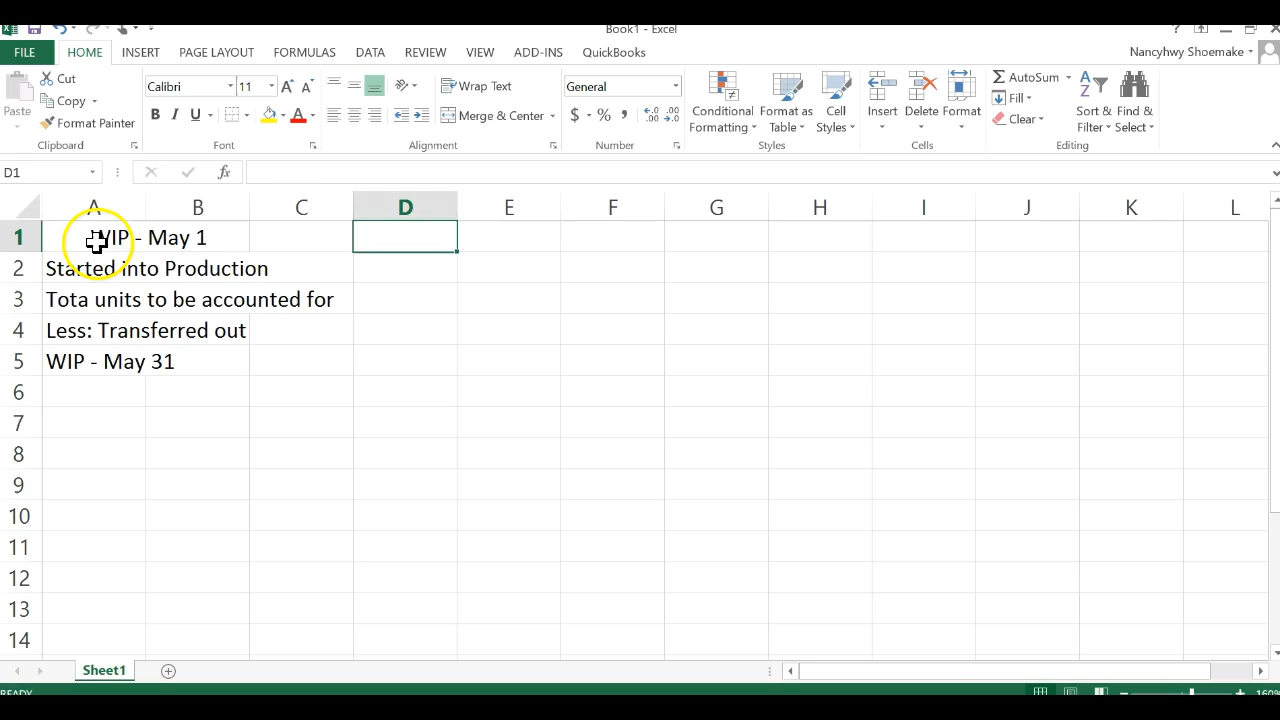 Book1 - Excel
FILE HOME INSERT PAGE LAYOUT FORMULAS DATA REVIEW VIEW ADD-INS QuickBooks Nancyhwy Shoemake
Paste Cut Copy Format Painter Clipboard
Calibri 11 B I U A Font
Wrap Text Merge & Center Alignment
General $ % , Number
Conditional Formatting Format as Table Cell Styles Styles
Insert Delete Format Cells
AutoSum Fill Clear Sort & Filter Find & Select Editing
D1 fx
A B C D E F G H I J K L
1 WIP - May 1
2 Started into Production
3 Tota units to be accounted for
4 Less: Transferred out
5 WIP - May 31
6
7
8
9
10
11
12
13
14
Sheet1
READY 160%